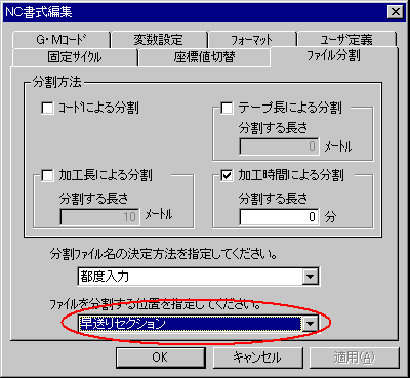 NC書式編集
G・Mコード 変数設定 フォーマット ユーザ定義
固定サイクル 座標値切替 ファイル分割
分割方法
コードによる分割
テープ長による分割
分割する長さ
0 メートル
加工長による分割
分割する長さ
10 メートル
加工時間による分割
分割する長さ
0 分
分割ファイル名の決定方法を指定してください。
都度入力
ファイルを分割する位置を指定してください。
早送りセクション
OK キャンセル 適用(A)